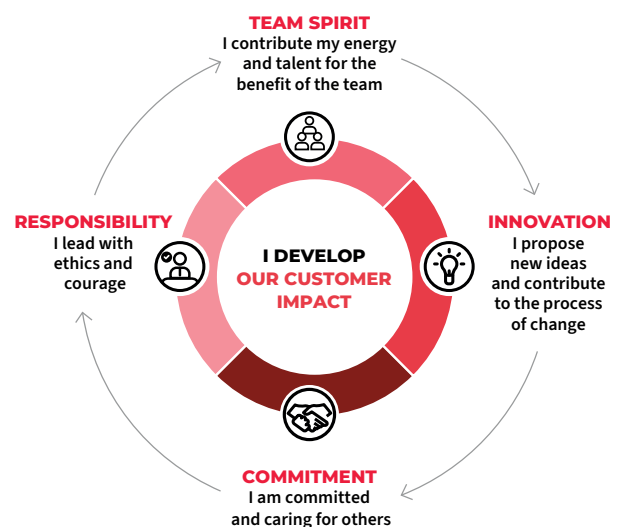 TEAM SPIRIT
I contribute my energy
and talent for the
benefit of the team
RESPONSIBILITY
I lead with
ethics and
courage
I DEVELOP
OUR CUSTOMER
IMPACT
INNOVATION
I propose
new ideas
and contribute
to the process
of change
COMMITMENT
I am committed
and caring for others